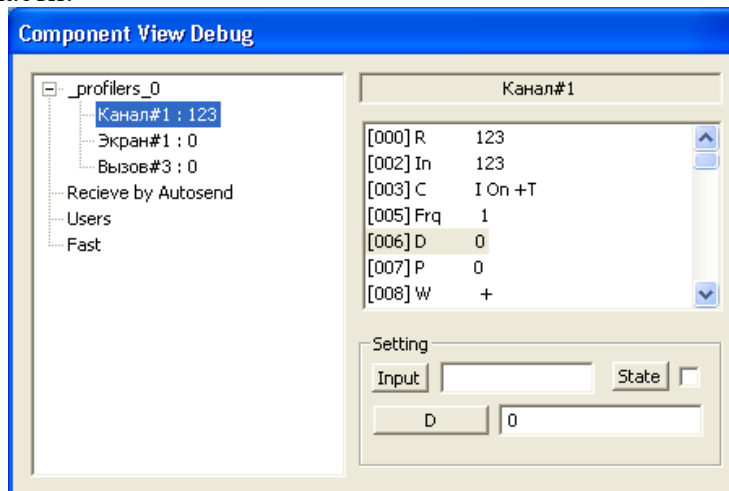 Component View Debug
_profilers_0
Канал#1 : 123
Экран#1 : 0
Вызов#3 : 0
Recieve by Autosend
Users
Fast
Канал#1
[000] R 123
[002] In 123
[003] C I On +T
[005] Frq 1
[006] D 0
[007] P 0
[008] W +
Setting
Input State
D 0